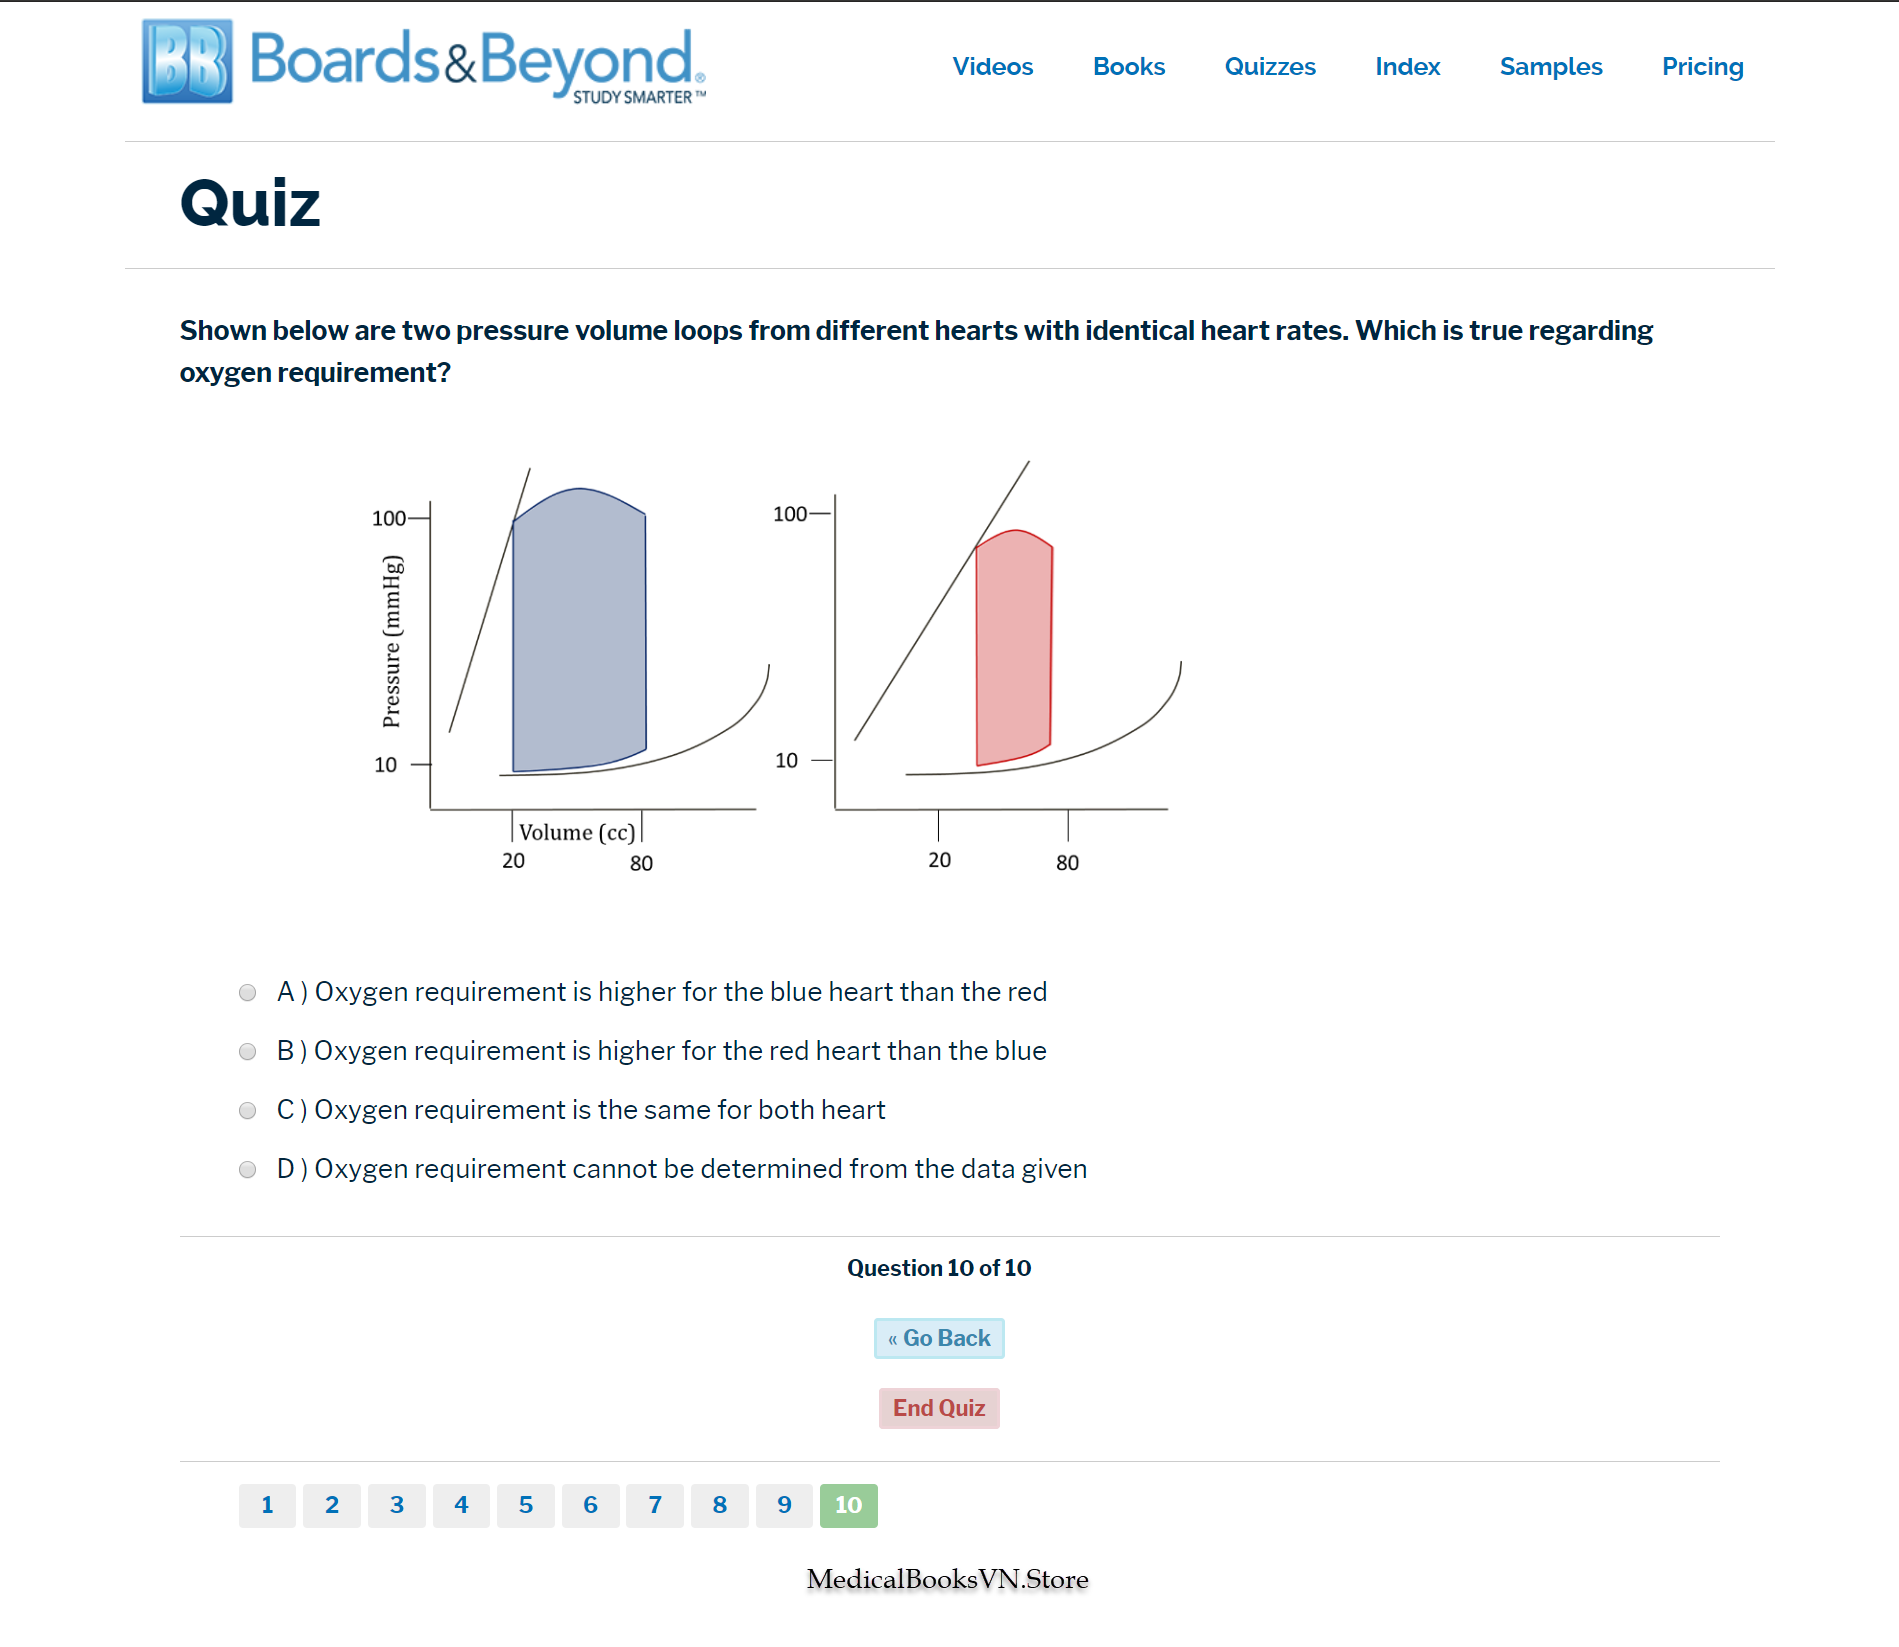 BB Boards&Beyond®
STUDY SMARTER™
Videos Books Quizzes Index Samples Pricing
Quiz
Shown below are two pressure volume loops from different hearts with identical heart rates. Which is true regarding
oxygen requirement?
100
Pressure (mmHg)
10
Volume (cc)
20 80
100
10
20 80
A ) Oxygen requirement is higher for the blue heart than the red
B ) Oxygen requirement is higher for the red heart than the blue
C ) Oxygen requirement is the same for both heart
D ) Oxygen requirement cannot be determined from the data given
Question 10 of 10
« Go Back
End Quiz
1 2 3 4 5 6 7 8 9 10
MedicalBooksVN.Store